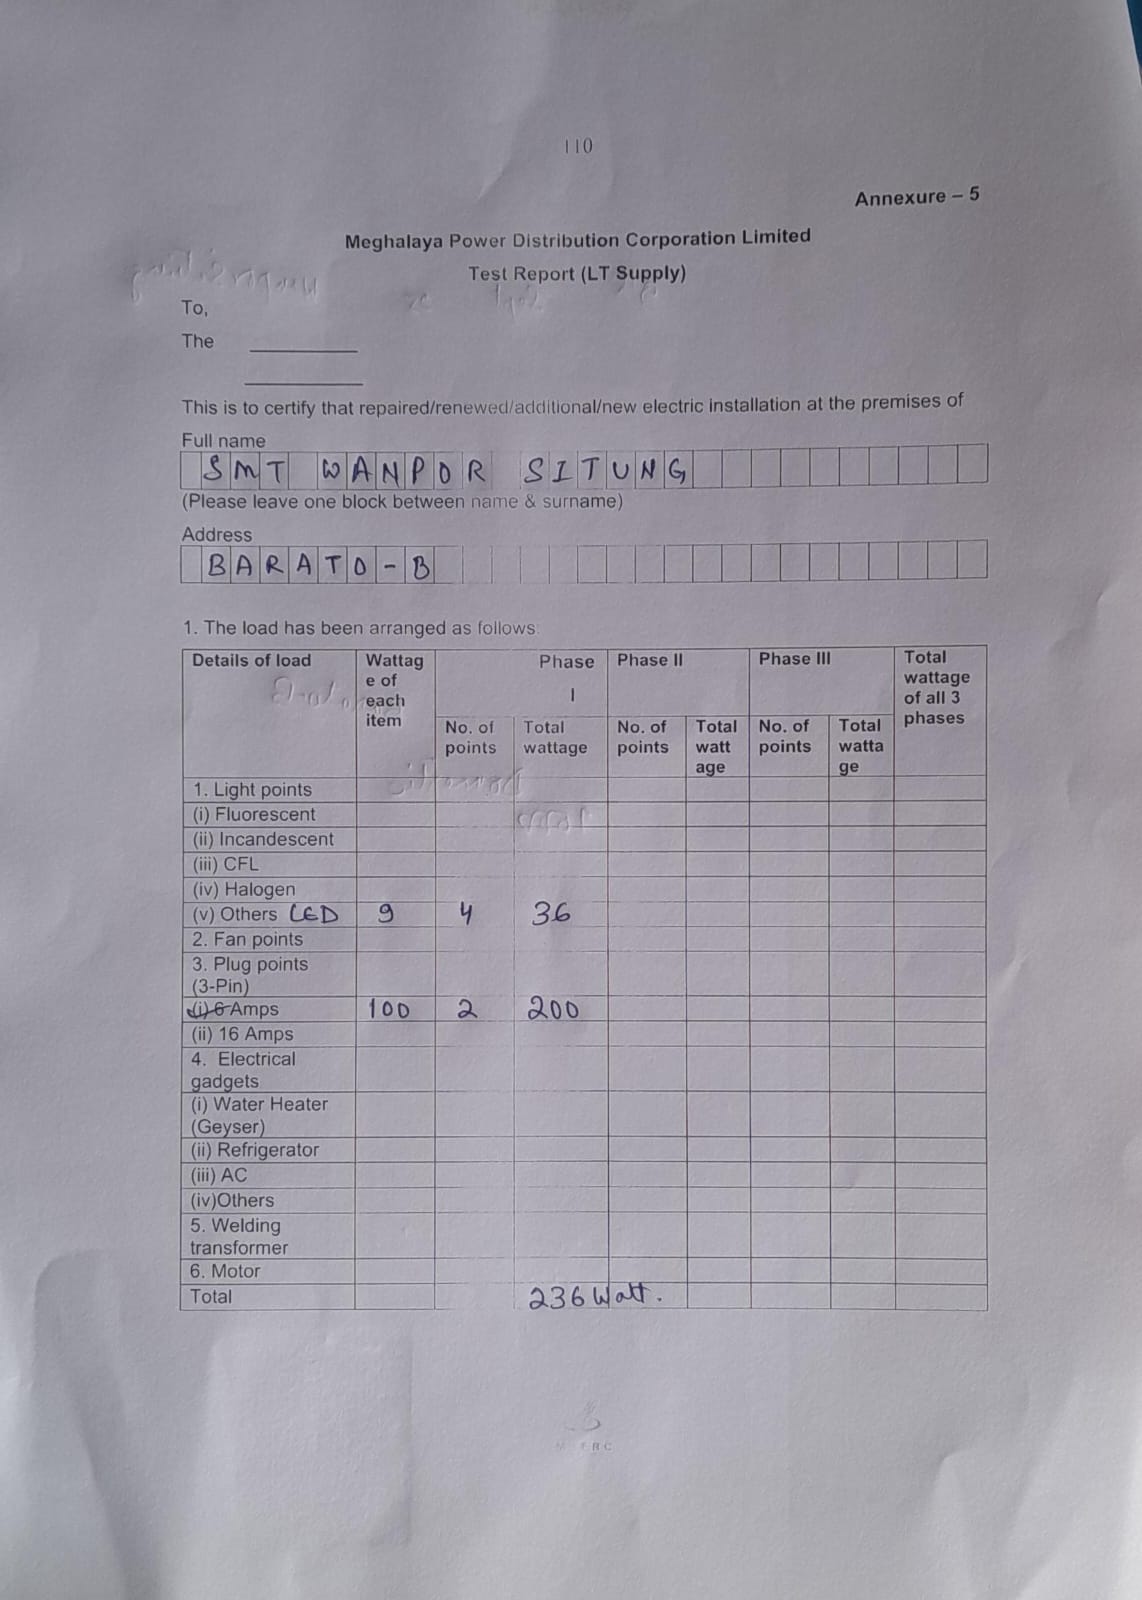 110
Annexure – 5
Meghalaya Power Distribution Corporation Limited
Test Report (LT Supply)
To,
The
This is to certify that repaired/renewed/additional/new electric installation at the premises of
Full name
SMT WANPOR SITUNG
(Please leave one block between name & surname)
Address
BARATO-B
1. The load has been arranged as follows:
Details of load Wattag e of each item Phase I Phase II Phase III Total wattage of all 3 phases
No. of points Total wattage No. of points Total watt age No. of points Total watta ge
1. Light points
(i) Fluorescent
(ii) Incandescent
(iii) CFL
(iv) Halogen
(v) Others LED 9 4 36
2. Fan points
3. Plug points
(3-Pin)
(i) 6 Amps 100 2 200
(ii) 16 Amps
4. Electrical
gadgets
(i) Water Heater
(Geyser)
(ii) Refrigerator
(iii) AC
(iv)Others
5. Welding
transformer
6. Motor
Total 236 Watt.